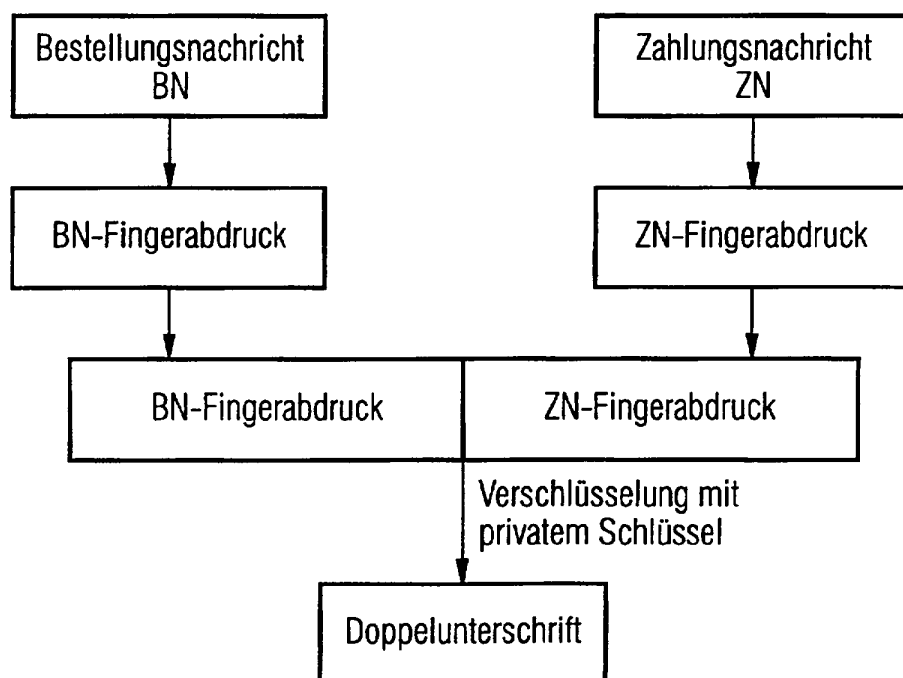 Bestellungsnachricht
BN
Zahlungsnachricht
ZN
BN-Fingerabdruck
ZN-Fingerabdruck
BN-Fingerabdruck
ZN-Fingerabdruck
Verschlüsselung mit
privatem Schlüssel
Doppelunterschrift